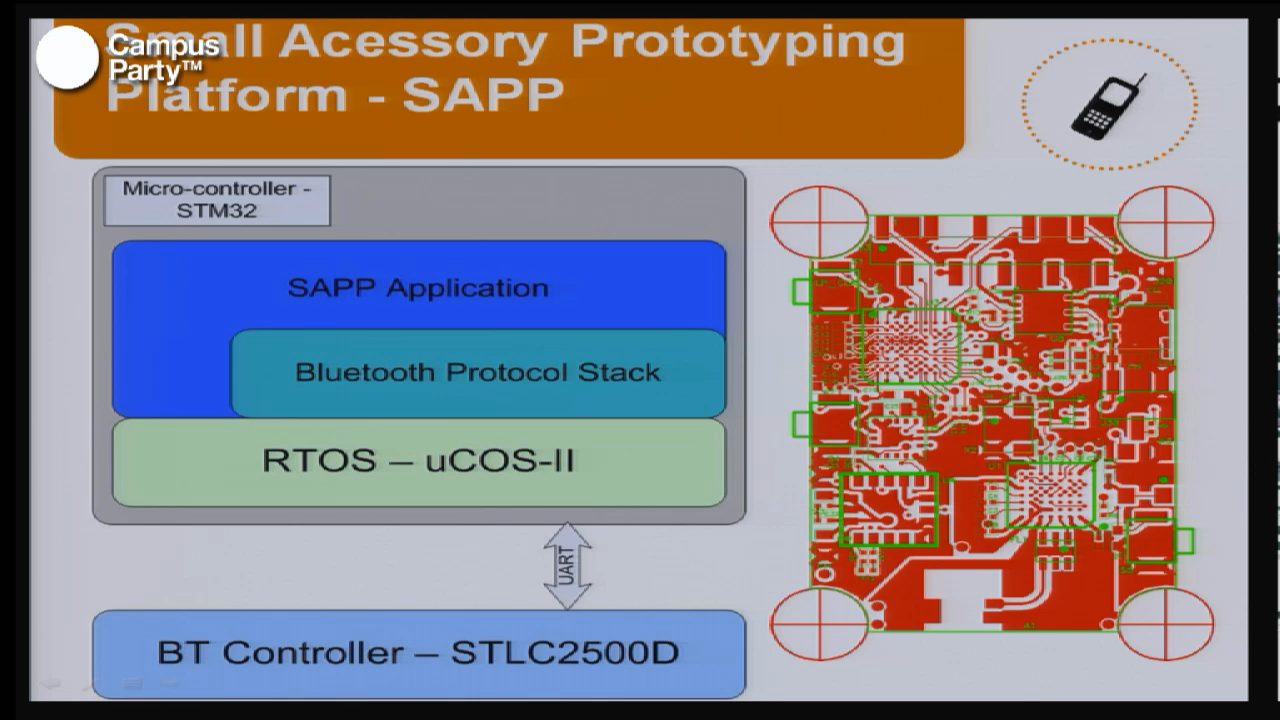 Campus
Party™
Small Acessory Prototyping
Platform - SAPP
Micro-controller -
STM32
SAPP Application
Bluetooth Protocol Stack
RTOS – uCOS-II
UART
BT Controller – STLC2500D